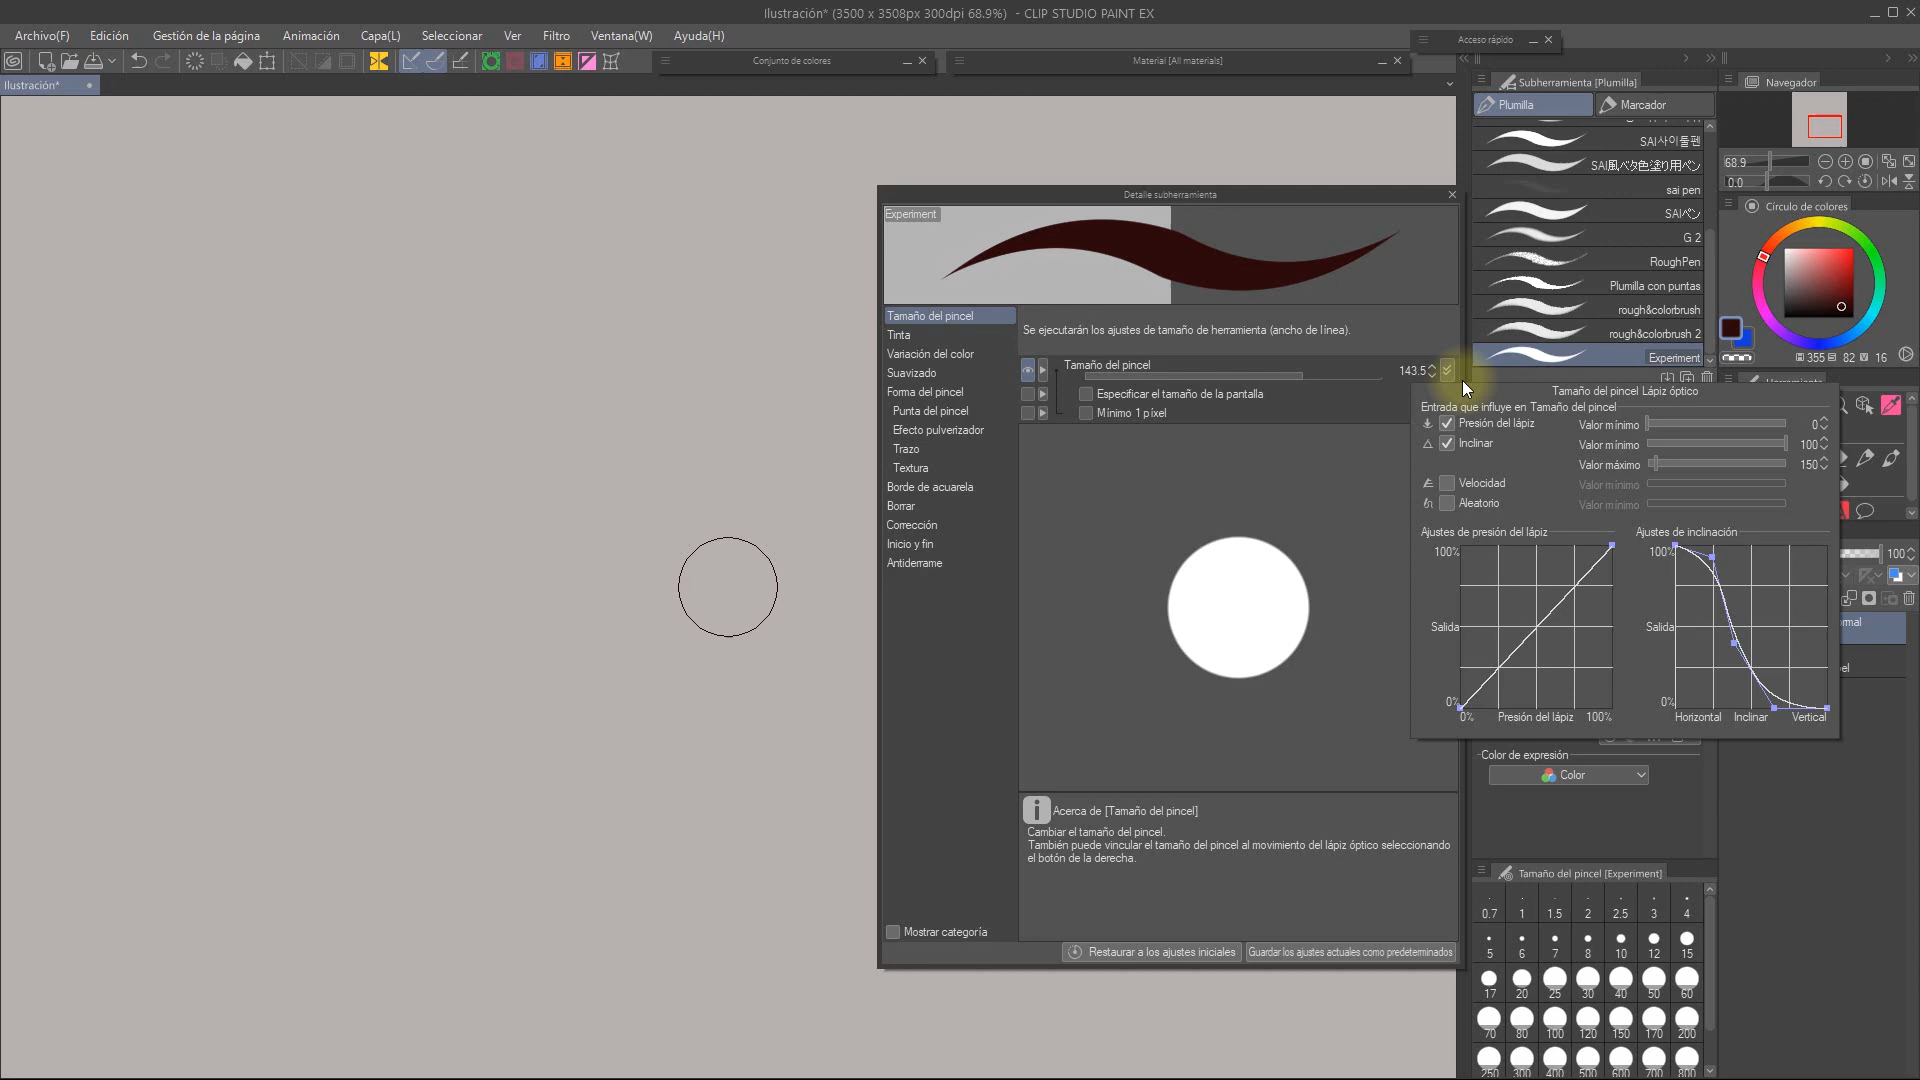 Ilustración* (3500 x 3508px 300dpi 68.9%)  - CLIP STUDIO PAINT EX
Archivo(F) Edición Gestión de la página Animación Capa(L) Seleccionar Ver Filtro Ventana(W) Ayuda(H)
Acceso rápido
Conjunto de colores
Material [All materials]
Ilustración*
Subherramienta [Plumilla]
Navegador
Plumilla Marcador
SAI사이툴펜
SAI風ベタ色塗り用ペン
sai pen
SAIペン
G 2
RoughPen
Plumilla con puntas
rough&colorbrush
rough&colorbrush 2
Experiment
68.9
0.0
Círculo de colores
355 82 16
Detalle subherramienta
Experiment
Tamaño del pincel
Tinta
Variación del color
Suavizado
Forma del pincel
Punta del pincel
Efecto pulverizador
Trazo
Textura
Borde de acuarela
Borrar
Corrección
Inicio y fin
Antiderrame
Mostrar categoría
Se ejecutarán los ajustes de tamaño de herramienta (ancho de línea).
Tamaño del pincel 143.5
Especificar el tamaño de la pantalla
Mínimo 1 píxel
Acerca de [Tamaño del pincel]
Cambiar el tamaño del pincel.
También puede vincular el tamaño del pincel al movimiento del lápiz óptico seleccionando
el botón de la derecha.
Restaurar a los ajustes iniciales Guardar los ajustes actuales como predeterminados
Tamaño del pincel Lápiz óptico
Entrada que influye en Tamaño del pincel
Presión del lápiz Valor mínimo 0
Inclinar Valor mínimo 100
Valor máximo 150
Velocidad Valor mínimo
Aleatorio Valor mínimo
Ajustes de presión del lápiz Ajustes de inclinación
100% 100%
Salida Salida
0% 0%
0% Presión del lápiz 100% Horizontal Inclinar Vertical
100
Color de expresión
Color
Tamaño del pincel [Experiment]
0.7 1 1.5 2 2.5 3 4
5 6 7 8 10 12 15
17 20 25 30 40 50 60
70 80 100 120 150 170 200
250 300 400 500 600 700 800